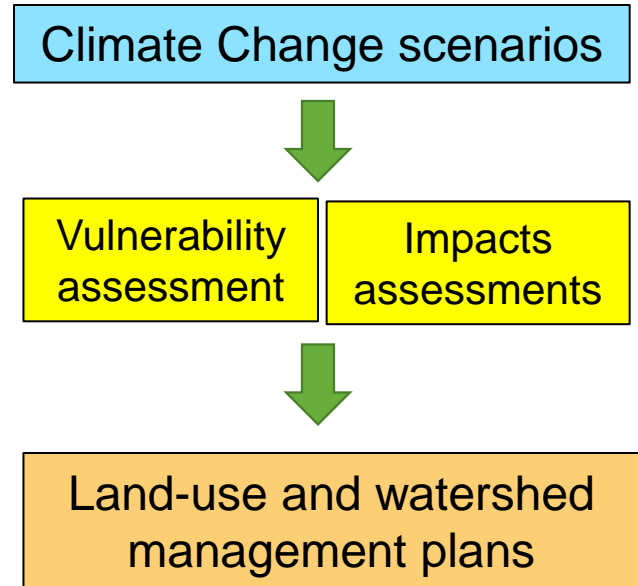 Climate Change scenarios
Vulnerability
assessment
Impacts
assessments
Land-use and watershed
management plans